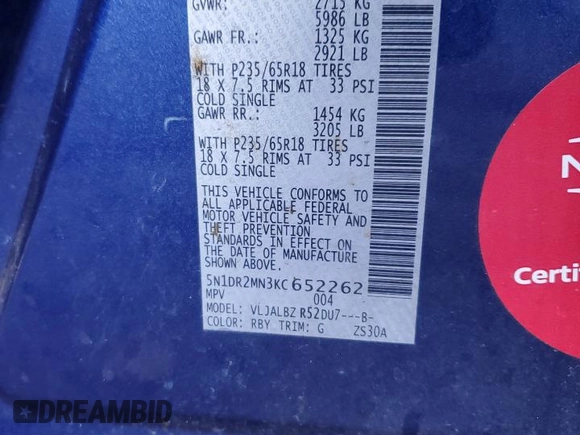 GVWR: 2715 KG
5986 LB
GAWR FR.: 1325 KG
2921 LB
WITH P235/65R18 TIRES
18 X 7.5 RIMS AT 33 PSI
COLD SINGLE
GAWR RR.: 1454 KG
3205 LB
WITH P235/65R18 TIRES
18 X 7.5 RIMS AT 33 PSI
COLD SINGLE
THIS VEHICLE CONFORMS TO
ALL APPLICABLE FEDERAL
MOTOR VEHICLE SAFETY AND
THEFT PREVENTION
STANDARDS IN EFFECT ON
THE DATE OF MANUFACTURE
SHOWN ABOVE.
5N1DR2MN3KC652262
MPV 004
MODEL: VLJALBZ R52DU7---B-
COLOR: RBY TRIM: G ZS30A
N
Certi
DREAMBID